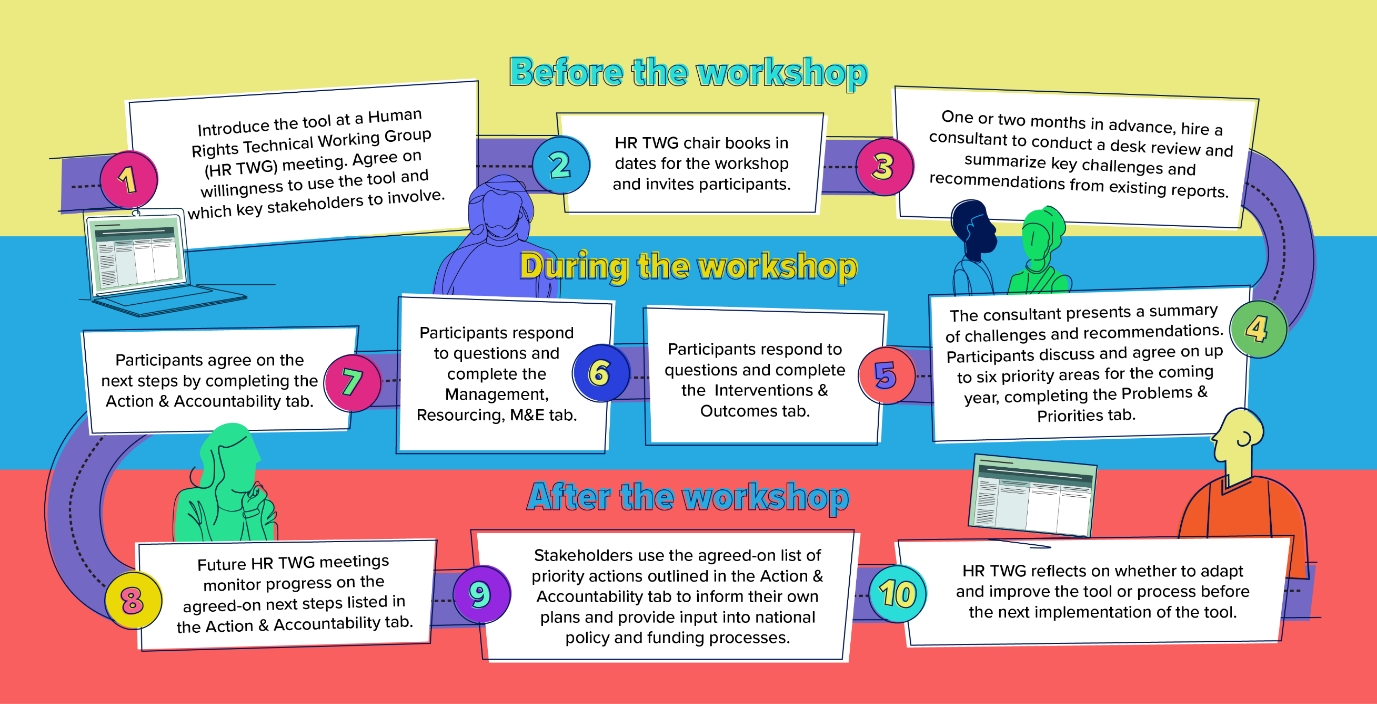 Before the workshop
1
Introduce the tool at a Human
Rights Technical Working Group
(HR TWG) meeting. Agree on
willingness to use the tool and
which key stakeholders to involve.
2
HR TWG chair books in
dates for the workshop
and invites participants.
3
One or two months in advance, hire a
consultant to conduct a desk review and
summarize key challenges and
recommendations from existing reports.
During the workshop
4
The consultant presents a summary
of challenges and recommendations.
Participants discuss and agree on up
to six priority areas for the coming
year, completing the Problems &
Priorities tab.
5
Participants respond to
questions and complete
the Interventions &
Outcomes tab.
6
Participants respond
to questions and
complete the
Management,
Resourcing, M&E tab.
7
Participants agree on the
next steps by completing the
Action & Accountability tab.
After the workshop
8
Future HR TWG meetings
monitor progress on the
agreed-on next steps listed in
the Action & Accountability tab.
9
Stakeholders use the agreed-on list of
priority actions outlined in the Action &
Accountability tab to inform their own
plans and provide input into national
policy and funding processes.
10
HR TWG reflects on whether to adapt
and improve the tool or process before
the next implementation of the tool.